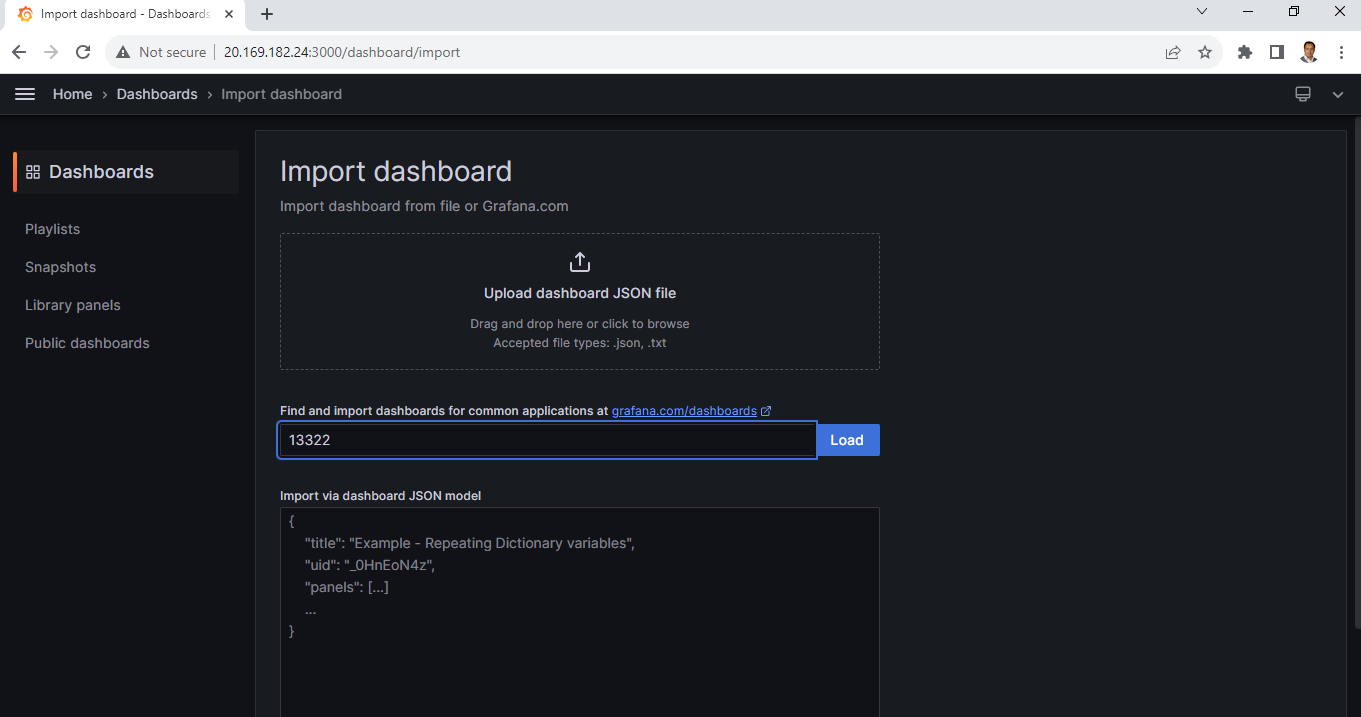 Import dashboard - Dashboards
Not secure
20.169.182.24:3000/dashboard/import
Home
Dashboards
Import dashboard
Dashboards
Playlists
Snapshots
Library panels
Public dashboards
Import dashboard
Import dashboard from file or Grafana.com
Upload dashboard JSON file
Drag and drop here or click to browse
Accepted file types: .json, .txt
Find and import dashboards for common applications at grafana.com/dashboards
13322
Load
Import via dashboard JSON model
{
"title": "Example - Repeating Dictionary variables",
"uid": "_0HnEoN4z",
"panels": [...]
...
}